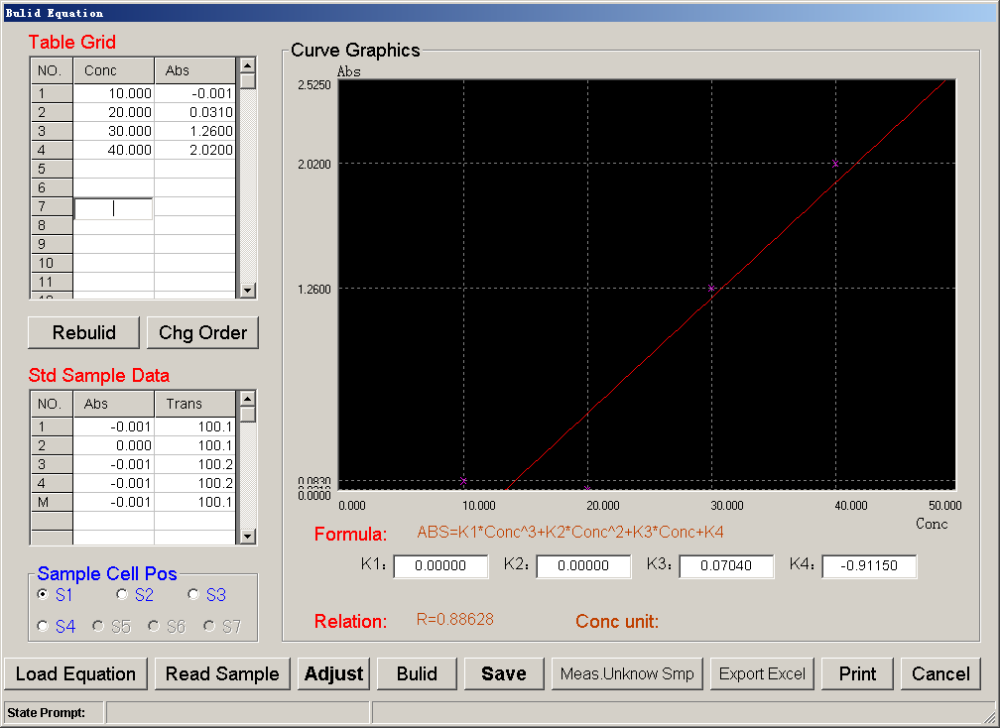 Bulid Equation
Table Grid
NO. Conc Abs
1 10.000 -0.001
2 20.000 0.0310
3 30.000 1.2600
4 40.000 2.0200
5
6
7
8
9
10
11
Rebulid Chg Order
Std Sample Data
NO. Abs Trans
1 -0.001 100.1
2 0.000 100.1
3 -0.001 100.2
4 -0.001 100.2
M -0.001 100.1
Sample Cell Pos
S1 S2 S3
S4 S5 S6 S7
Curve Graphics
Abs
2.5250
2.0200
1.2600
0.0830
0.0000
0.000 10.000 20.000 30.000 40.000 50.000
Conc
Formula: ABS=K1*Conc^3+K2*Conc^2+K3*Conc+K4
K1: 0.00000 K2: 0.00000 K3: 0.07040 K4: -0.91150
Relation: R=0.88628 Conc unit:
Load Equation Read Sample Adjust Bulid Save Meas.Unknow Smp Export Excel Print Cancel
State Prompt: